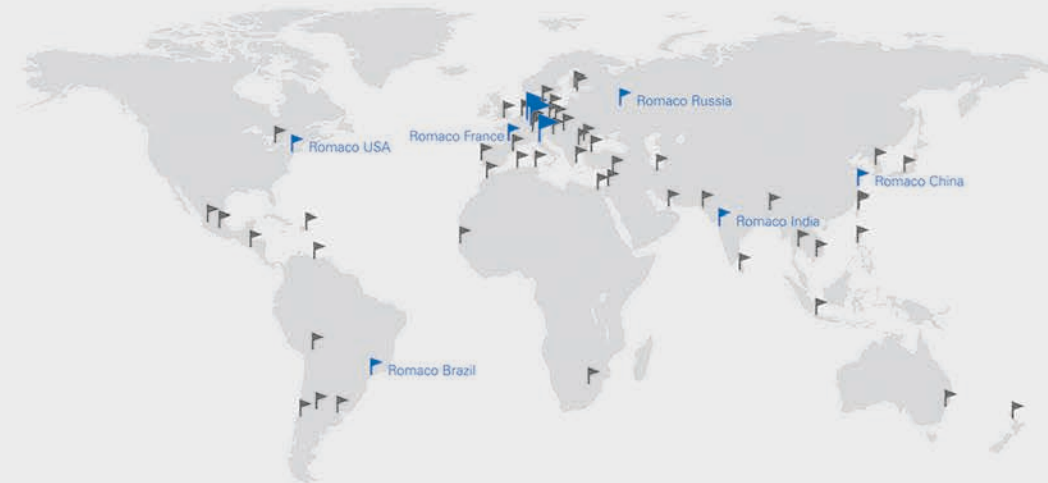 Romaco Russia
Romaco France
Romaco USA
Romaco China
Romaco India
Romaco Brazil